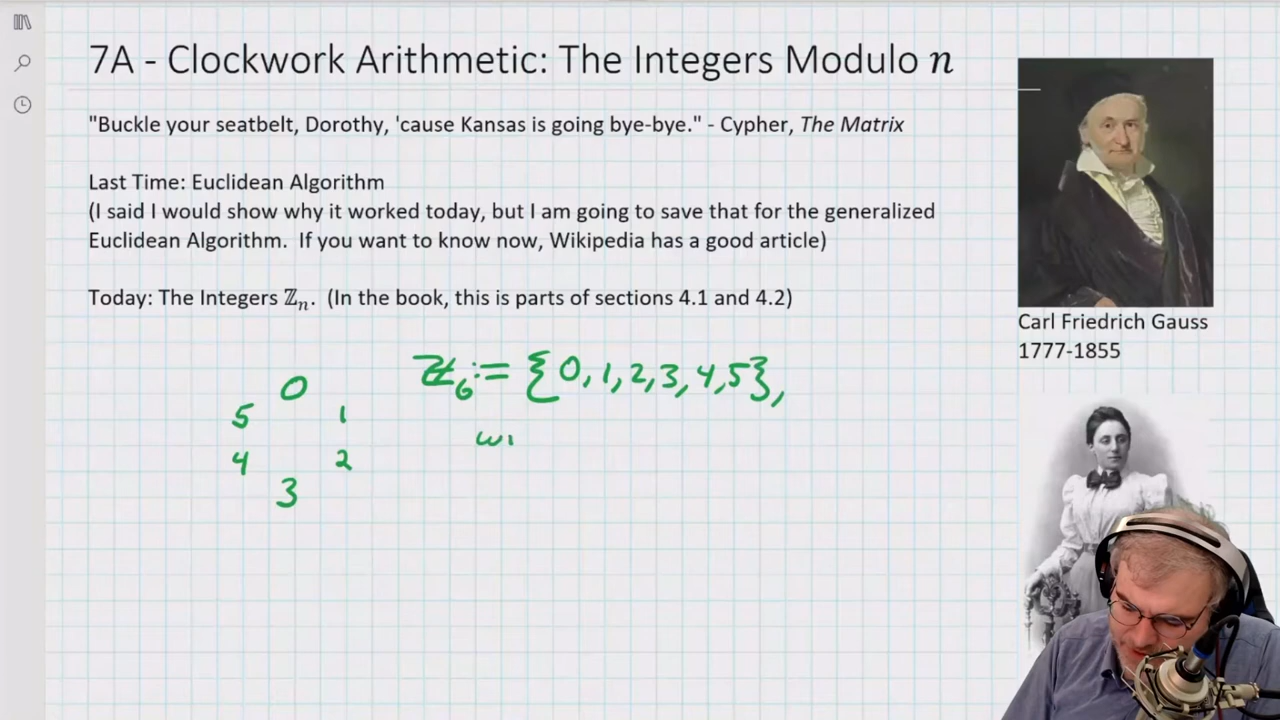 7A - Clockwork Arithmetic: The Integers Modulo n
"Buckle your seatbelt, Dorothy, 'cause Kansas is going bye-bye." - Cypher, The Matrix
Last Time: Euclidean Algorithm
(I said I would show why it worked today, but I am going to save that for the generalized
Euclidean Algorithm.  If you want to know now, Wikipedia has a good article)
Today: The Integers ℤₙ.  (In the book, this is parts of sections 4.1 and 4.2)
Carl Friedrich Gauss
1777-1855
ℤ₆ := {0,1,2,3,4,5},
wi
0
5 1
4 2
3